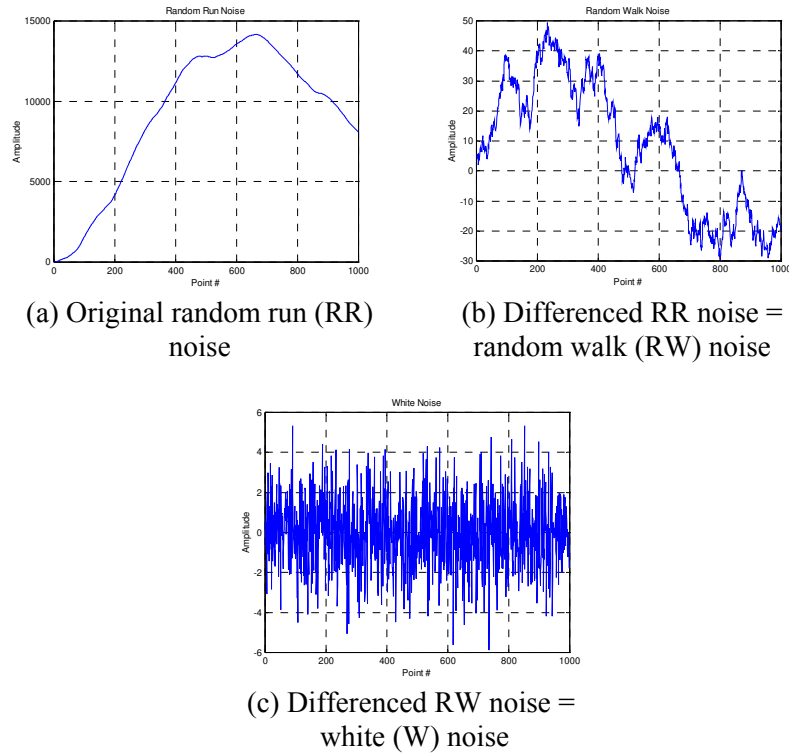 Random Run Noise
15000
10000
5000
0
Amplitude
0 200 400 600 800 1000
Point #
(a) Original random run (RR)
noise
Random Walk Noise
50
40
30
20
10
0
-10
-20
-30
Amplitude
0 200 400 600 800 1000
Point #
(b) Differenced RR noise =
random walk (RW) noise
White Noise
6
4
2
0
-2
-4
-6
Amplitude
0 200 400 600 800 1000
Point #
(c) Differenced RW noise =
white (W) noise